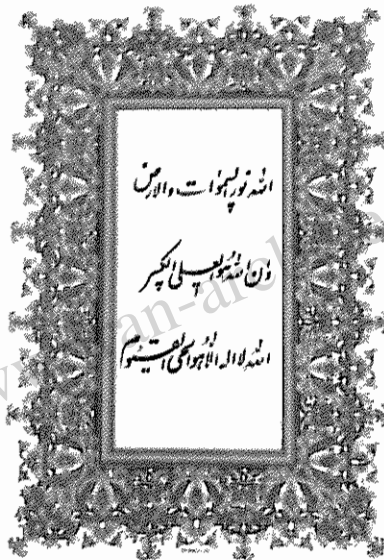 الله نور السموات والارض
وان الله هو العلی الکبیر
الله لا اله الا هو الحی القیوم